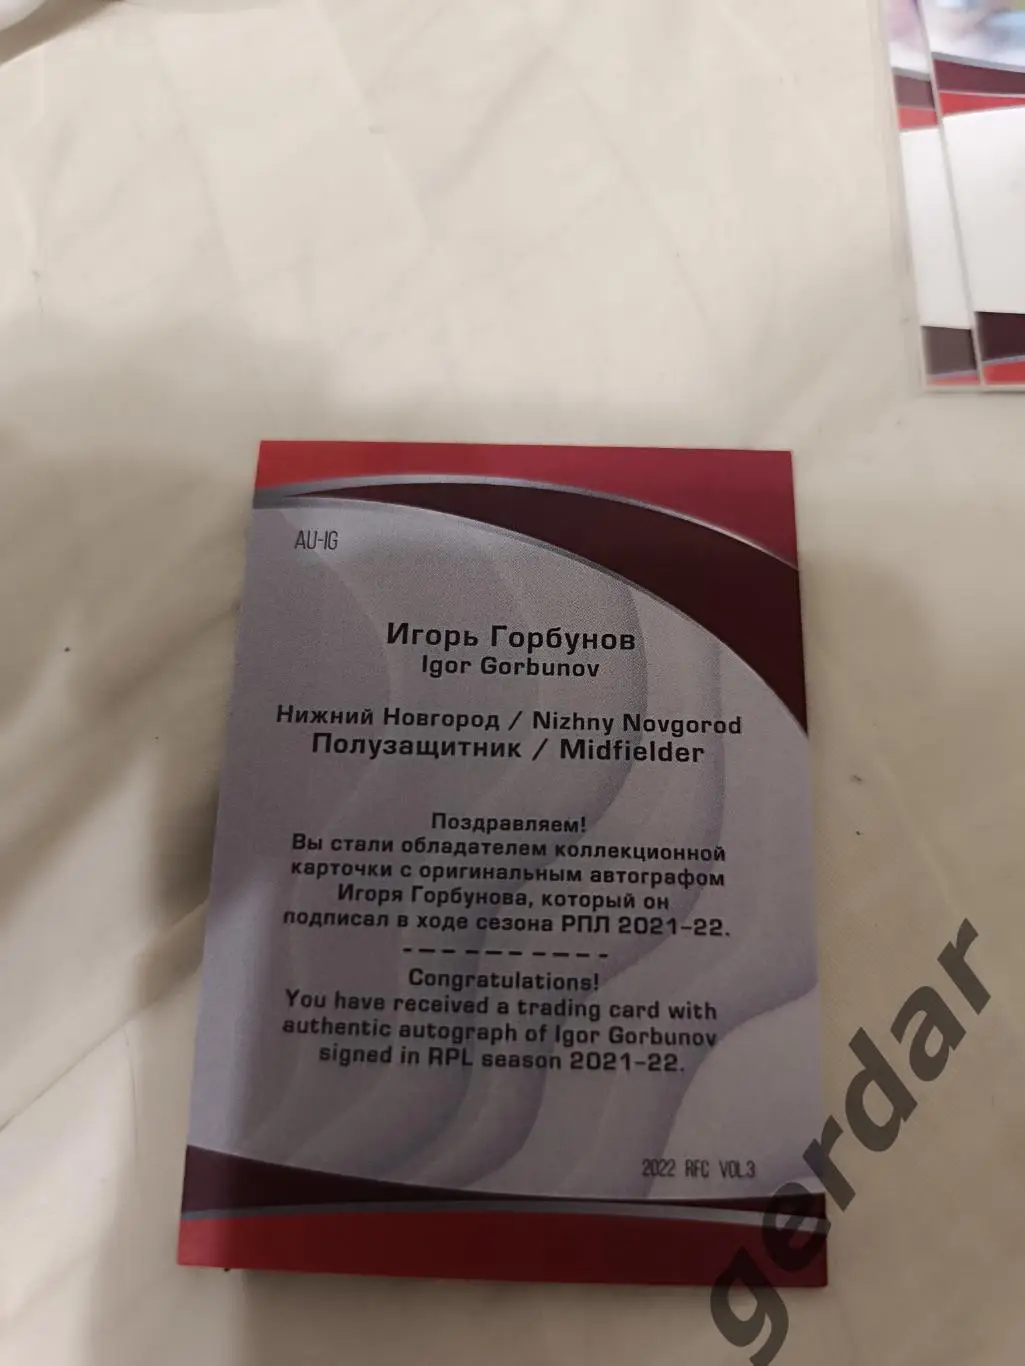 AU-IG
Игорь Горбунов
Igor Gorbunov
Нижний Новгород / Nizhny Novgorod
Полузащитник / Midfielder
Поздравляем!
Вы стали обладателем коллекционной
карточки с оригинальным автографом
Игоря Горбунова, который он
подписал в ходе сезона РПЛ 2021-22.
Congratulations!
You have received a trading card with
authentic autograph of Igor Gorbunov
signed in RPL season 2021-22.
2022 RFC VOL.3
gerdar